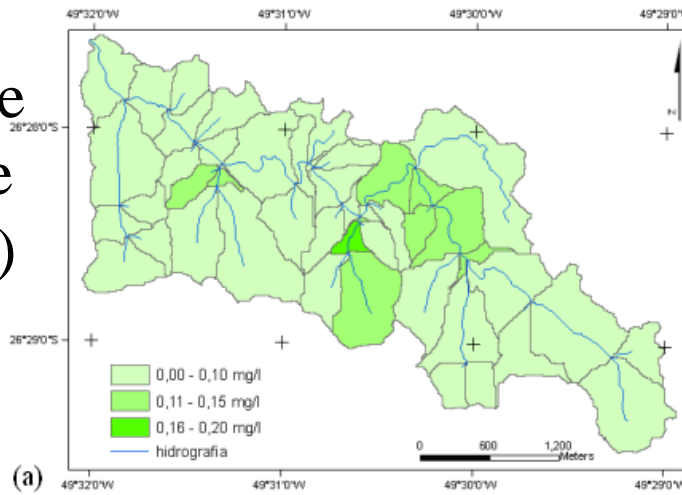 49°32'0"W 49°31'0"W 49°30'0"W 49°29'0"W
e
26°28'0"S
e
)
N
26°29'0"S
0,00 - 0,10 mg/l
0,11 - 0,15 mg/l
0,16 - 0,20 mg/l
hidrografia
0 600 1,200
Meters
(a)
49°32'0"W 49°31'0"W 49°30'0"W 49°29'0"W